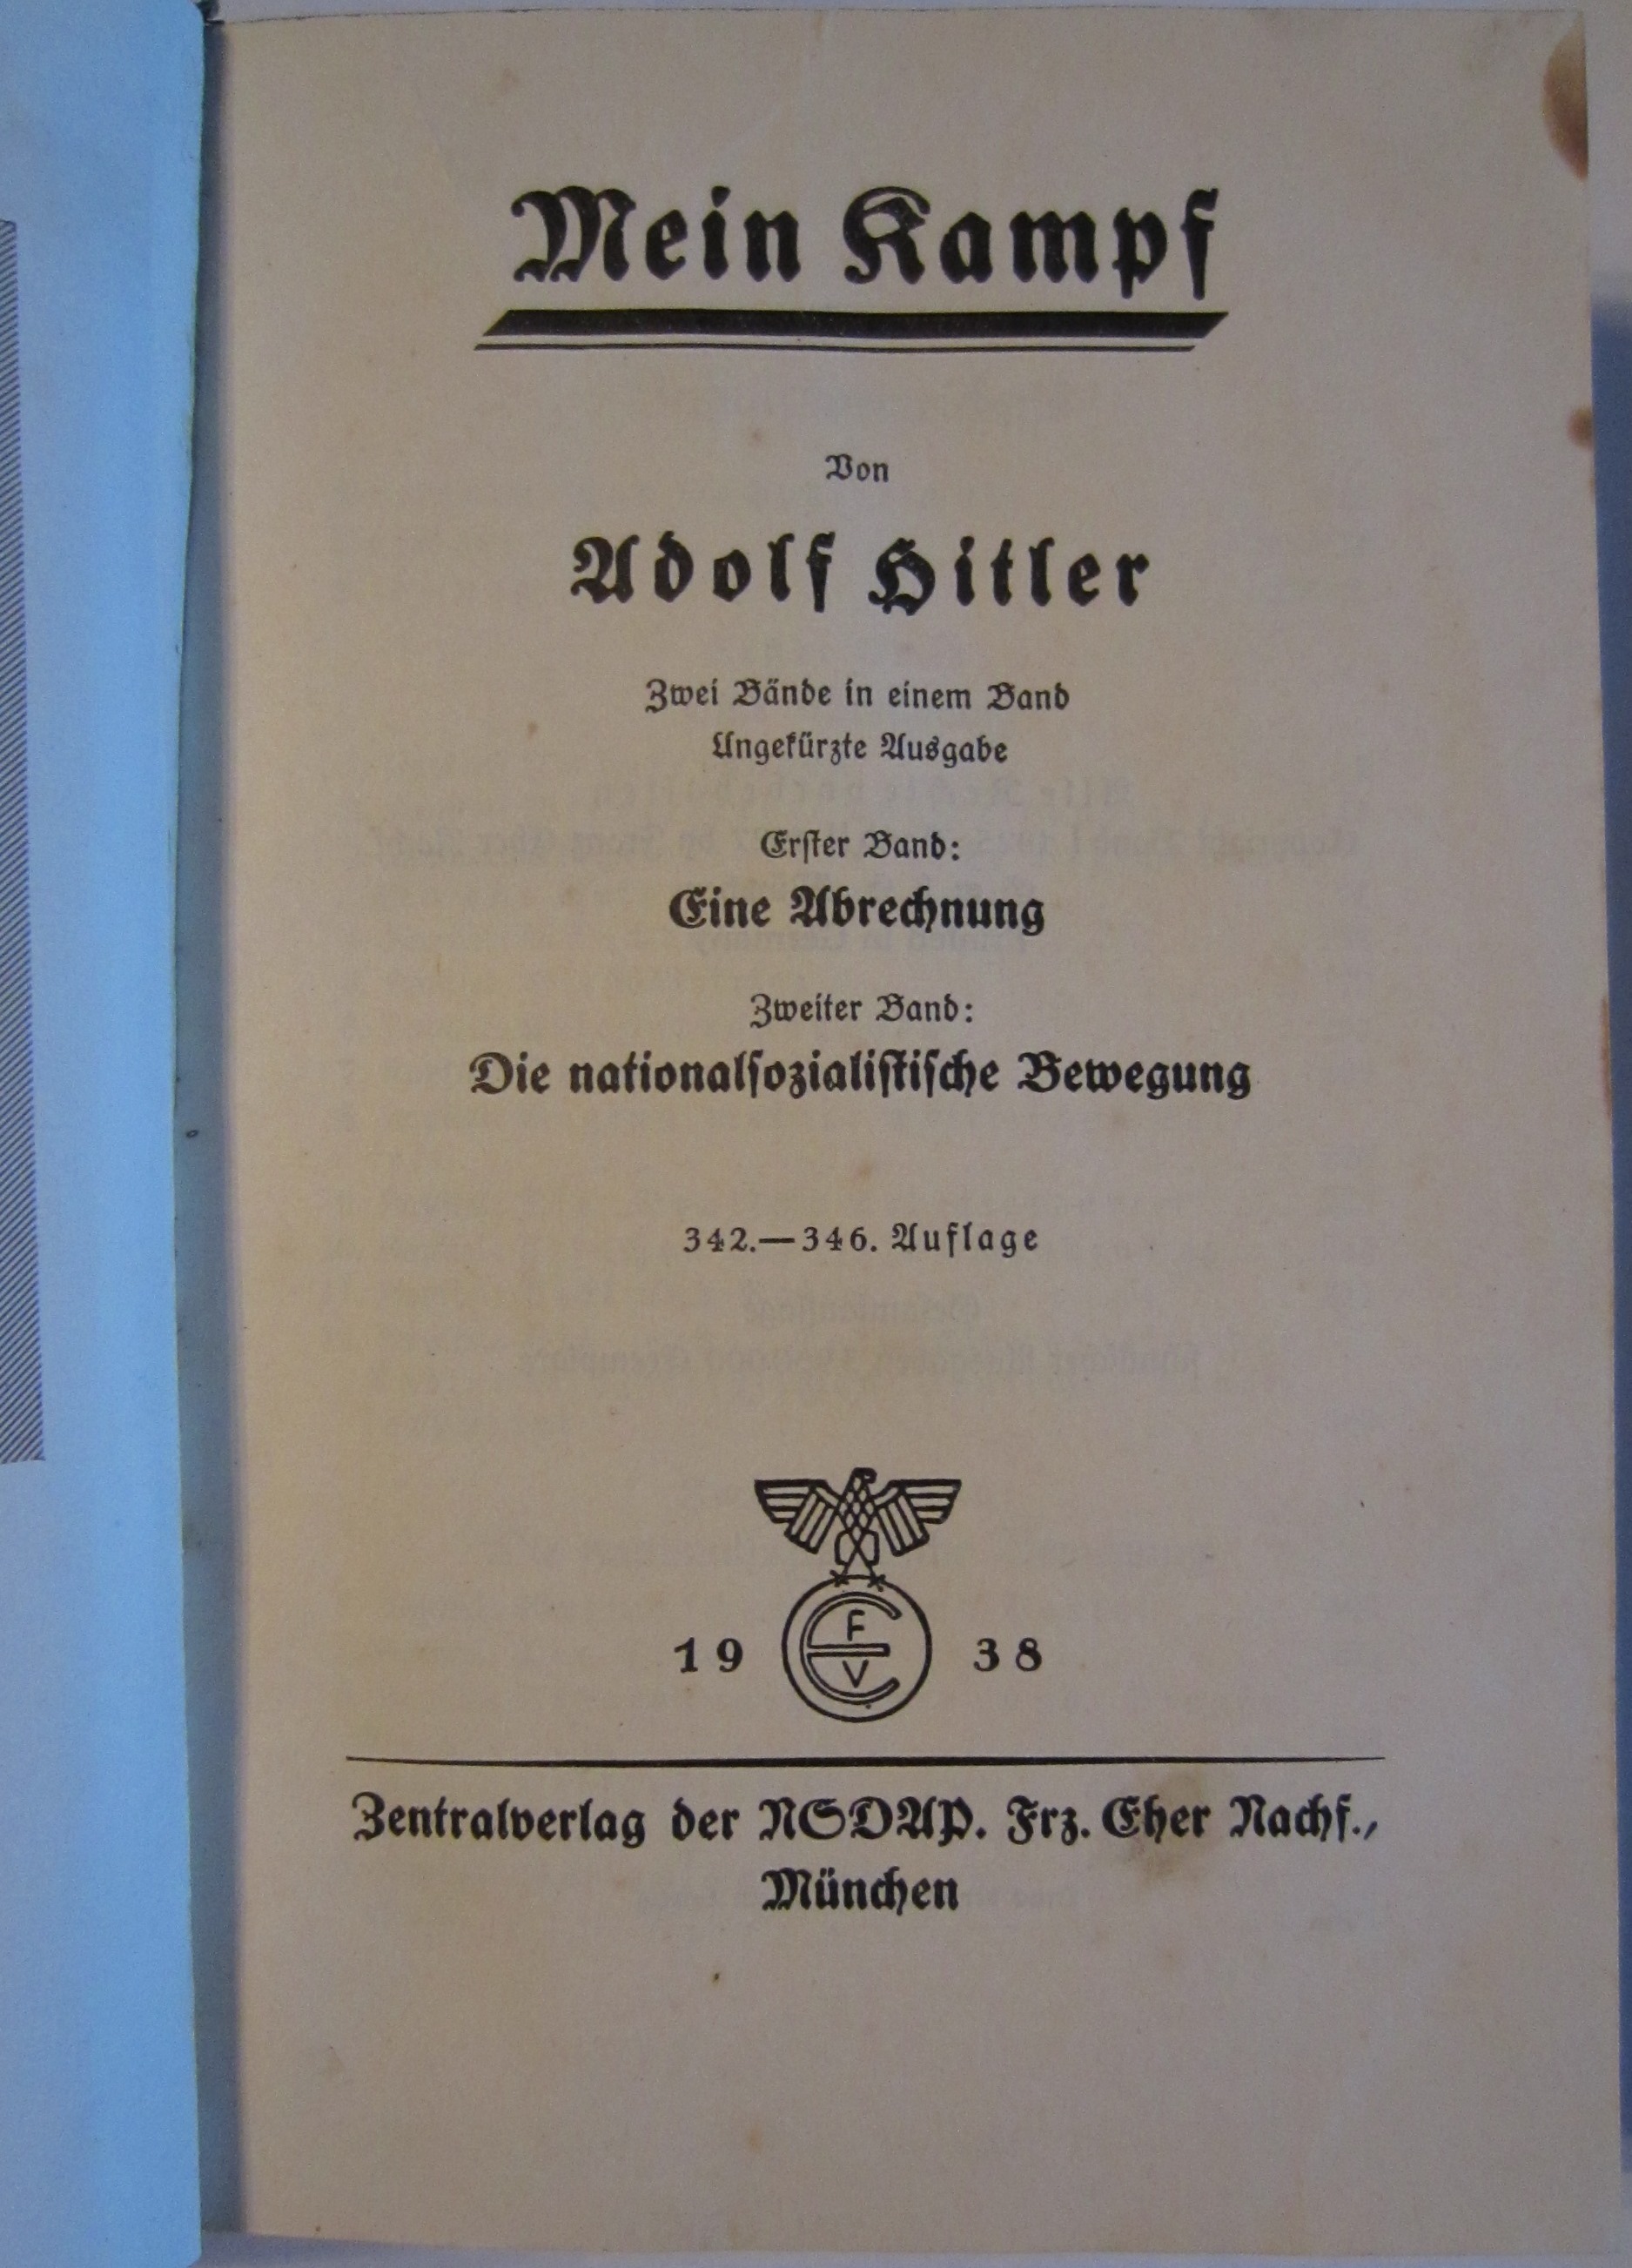 Mein Kampf
Von
Adolf Hitler
Zwei Bände in einem Band
Ungekürzte Ausgabe
Erster Band:
Eine Abrechnung
Zweiter Band:
Die nationalsozialistische Bewegung
342.—346. Auflage
19 F E V 38
Zentralverlag der NSDAP. Frz. Eher Nachf.,
München